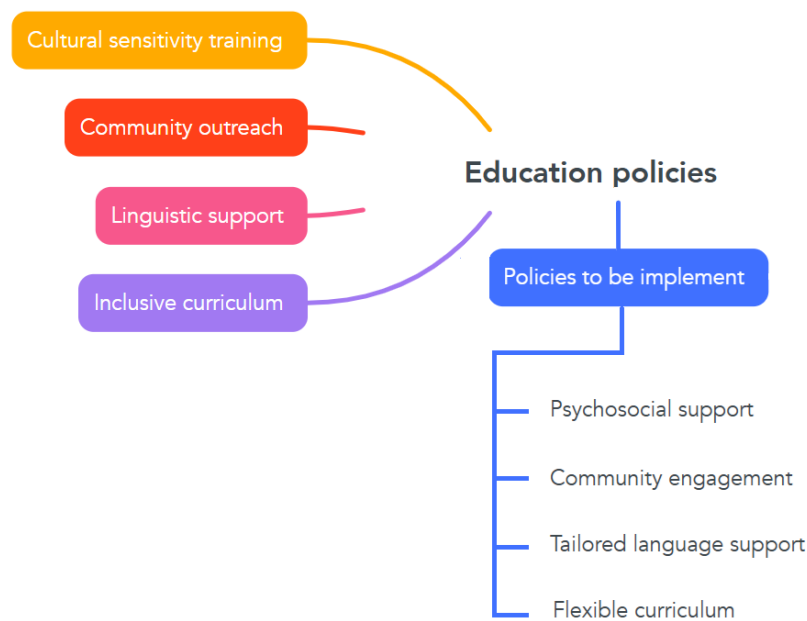 Cultural sensitivity training
Community outreach
Linguistic support
Inclusive curriculum
Education policies
Policies to be implement
Psychosocial support
Community engagement
Tailored language support
Flexible curriculum